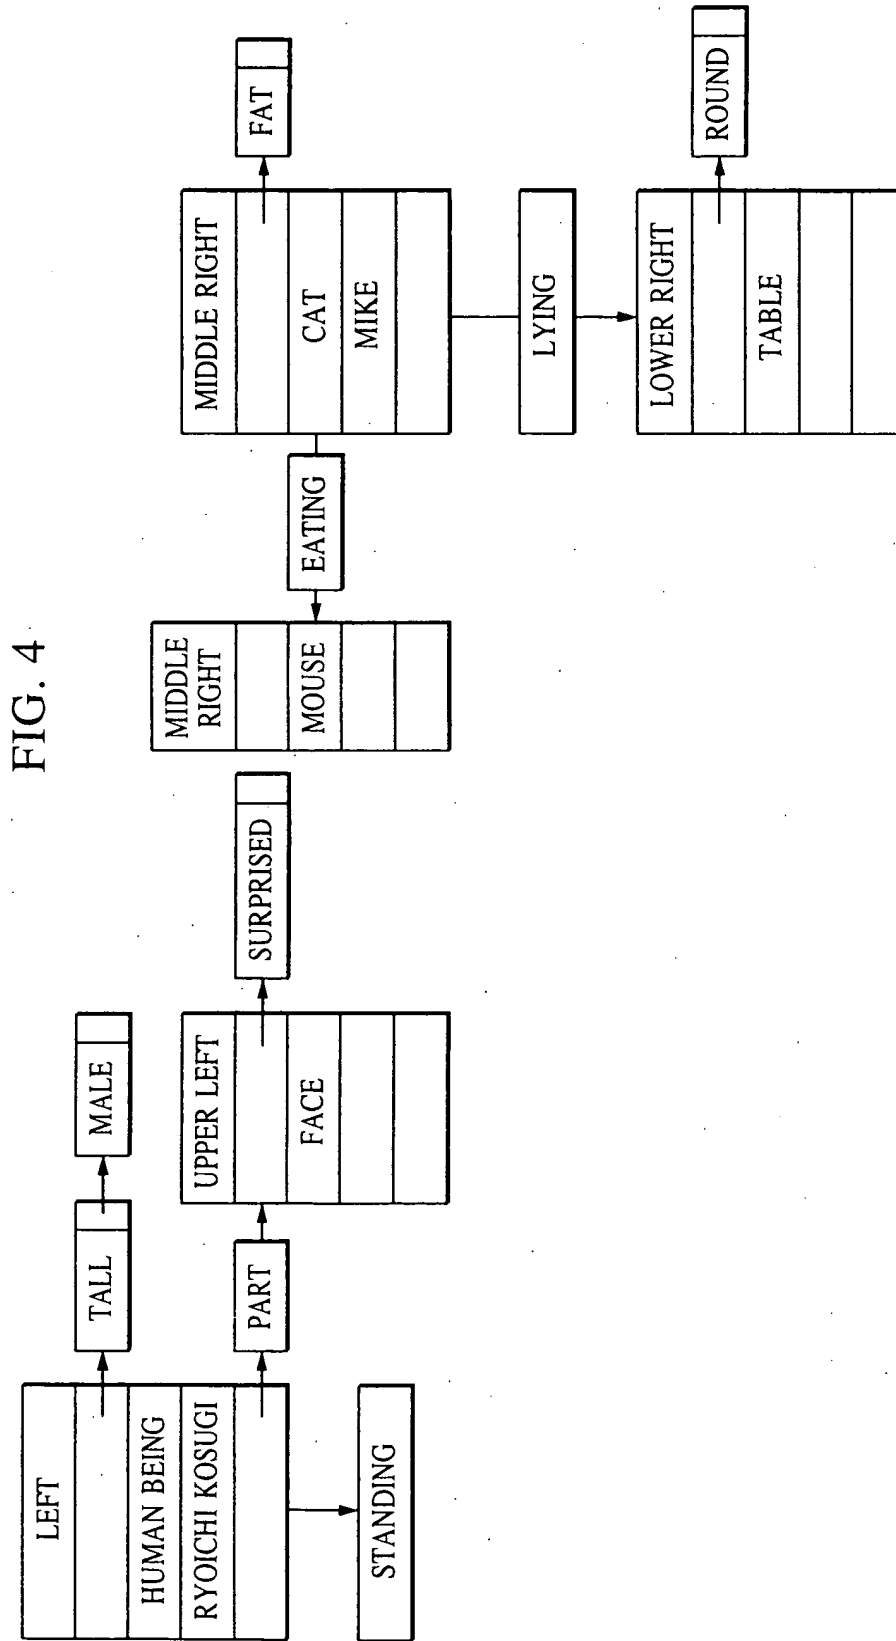 FIG. 4
LEFT
HUMAN BEING
RYOICHI KOSUGI
STANDING
TALL
MALE
PART
UPPER LEFT
FACE
SURPRISED
MIDDLE
RIGHT
MOUSE
EATING
MIDDLE RIGHT
CAT
MIKE
FAT
LYING
LOWER RIGHT
TABLE
ROUND